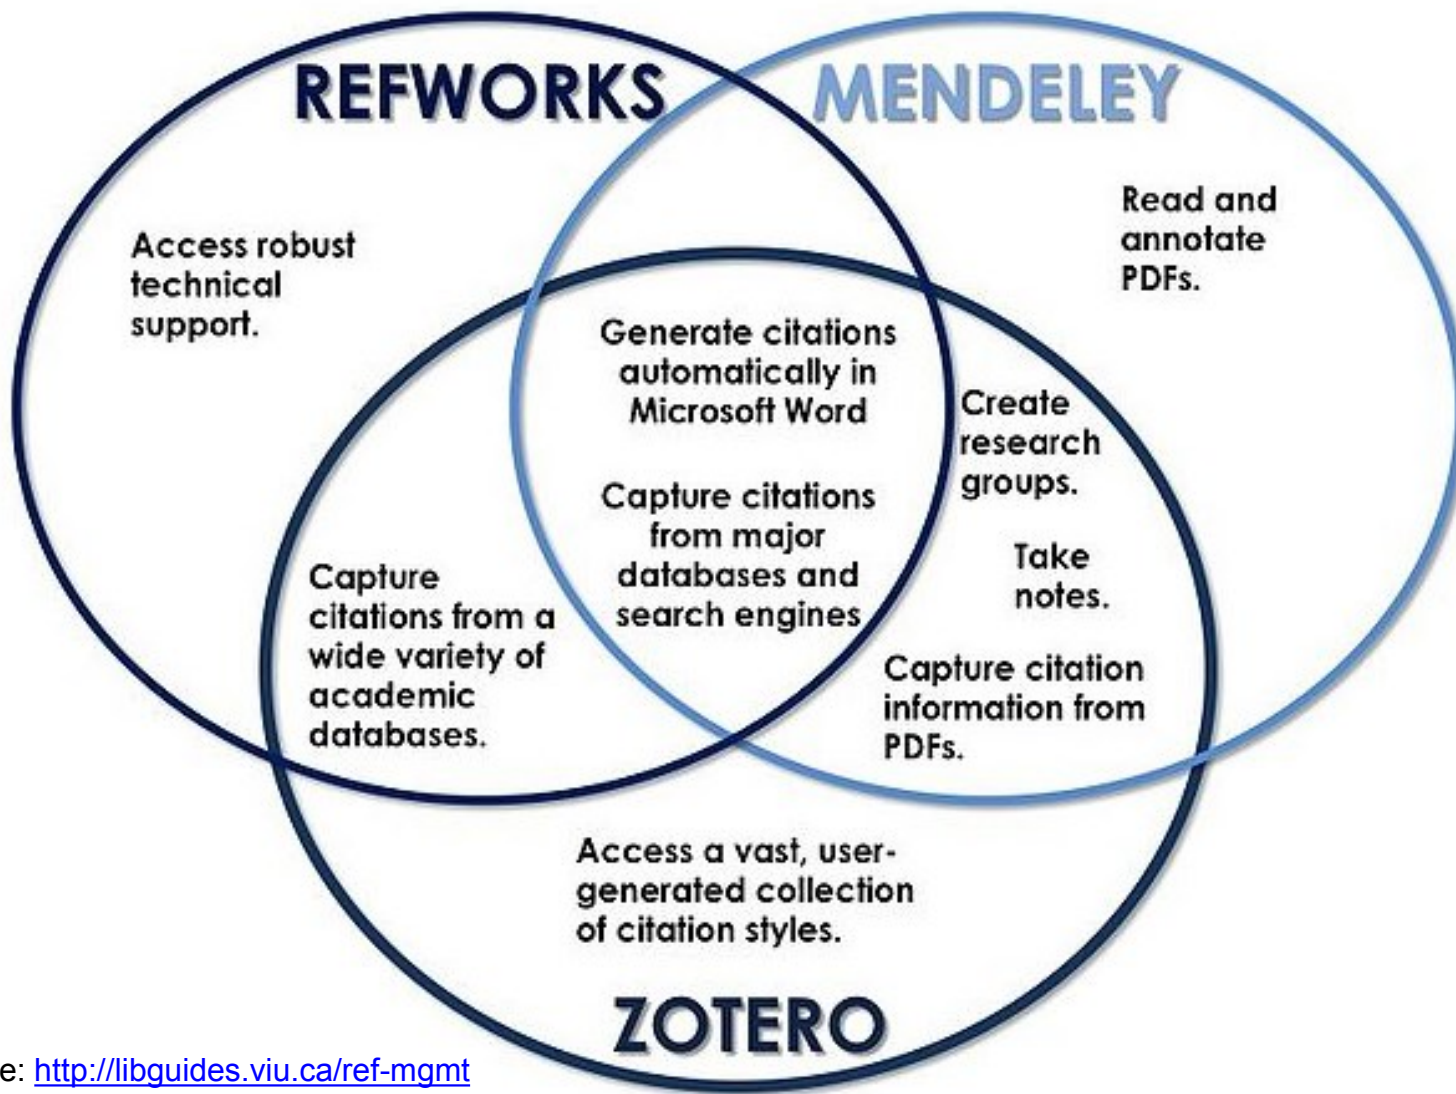 REFWORKS
MENDELEY
Access robust
technical
support.
Read and
annotate
PDFs.
Generate citations
automatically in
Microsoft Word
Capture citations
from major
databases and
search engines
Create
research
groups.
Take
notes.
Capture citation
information from
PDFs.
Capture
citations from a
wide variety of
academic
databases.
Access a vast, user-
generated collection
of citation styles.
ZOTERO
e: http://libguides.viu.ca/ref-mgmt